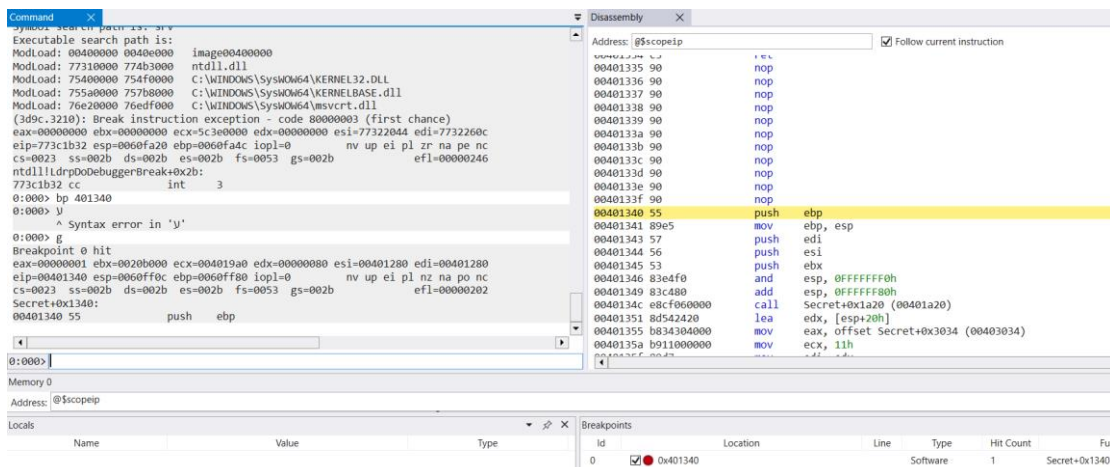 Command
Symbol search path is: srv
Executable search path is:
ModLoad: 00400000 0040e000   image00400000
ModLoad: 77310000 774b3000   ntdll.dll
ModLoad: 75400000 754f0000   C:\WINDOWS\SysWOW64\KERNEL32.DLL
ModLoad: 755a0000 757b8000   C:\WINDOWS\SysWOW64\KERNELBASE.dll
ModLoad: 76e20000 76edf000   C:\WINDOWS\SysWOW64\msvcrt.dll
(3d9c.3210): Break instruction exception - code 80000003 (first chance)
eax=00000000 ebx=00000000 ecx=5c3e0000 edx=00000000 esi=77322044 edi=7732260c
eip=773c1b32 esp=0060fa20 ebp=0060fa4c iopl=0         nv up ei pl zr na pe nc
cs=0023  ss=002b  ds=002b  es=002b  fs=0053  gs=002b             efl=00000246
ntdll!LdrpDoDebuggerBreak+0x2b:
773c1b32 cc              int     3
0:000> bp 401340
0:000> ע
^ Syntax error in 'ע'
0:000> g
Breakpoint 0 hit
eax=00000001 ebx=0020b000 ecx=004019a0 edx=00000080 esi=00401280 edi=00401280
eip=00401340 esp=0060ff0c ebp=0060ff80 iopl=0         nv up ei pl nz na po nc
cs=0023  ss=002b  ds=002b  es=002b  fs=0053  gs=002b             efl=00000202
Secret+0x1340:
00401340 55              push    ebp
0:000>
Disassembly
Address: @$scopeip
Follow current instruction
00401334 c3 ret
00401335 90 nop
00401336 90 nop
00401337 90 nop
00401338 90 nop
00401339 90 nop
0040133a 90 nop
0040133b 90 nop
0040133c 90 nop
0040133d 90 nop
0040133e 90 nop
0040133f 90 nop
00401340 55 push ebp
00401341 89e5 mov ebp, esp
00401343 57 push edi
00401344 56 push esi
00401345 53 push ebx
00401346 83e4f0 and esp, 0FFFFFFF0h
00401349 83c480 add esp, 0FFFFFF80h
0040134c e8cf060000 call Secret+0x1a20 (00401a20)
00401351 8d542420 lea edx, [esp+20h]
00401355 b834304000 mov eax, offset Secret+0x3034 (00403034)
0040135a b911000000 mov ecx, 11h
Memory 0
Address: @$scopeip
Locals
Name Value Type
Breakpoints
Id Location Line Type Hit Count Fu
0 0x401340 Software 1 Secret+0x1340